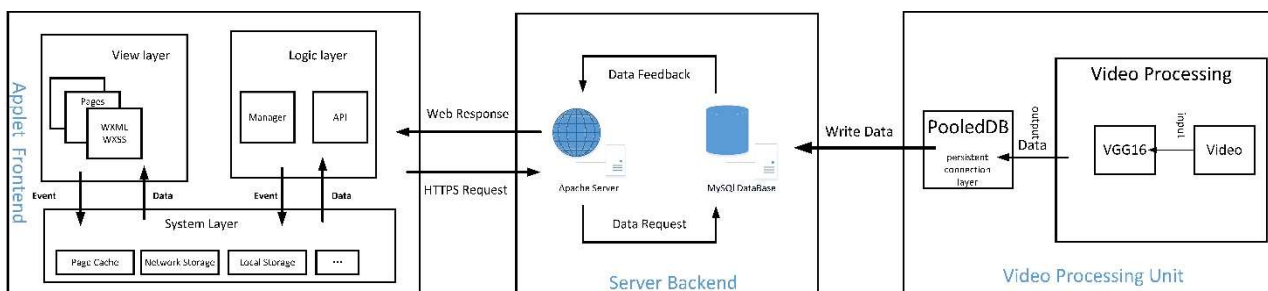 Applet Frontend
View layer
Pages
WXML
WXSS
Logic layer
Manager
API
Event
Data
Event
Data
System Layer
Page Cache
Network Storage
Local Storage
...
Web Response
HTTPS Request
Data Feedback
Apache Server
MySQl DataBase
Data Request
Server Backend
Write Data
PooledDB
persistent
connection
layer
output
Data
Video Processing
VGG16
input
Video
Video Processing Unit